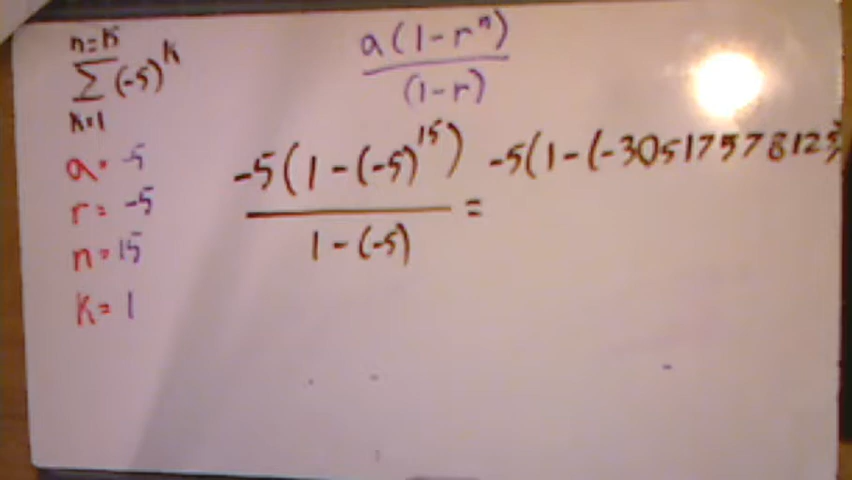 n=15
∑(-5)^k
k=1
a(1-r^n)
(1-r)
a= -5
r= -5
n=15
k=1
-5(1-(-5)^15)
1-(-5)
=
-5(1-(-30517578125